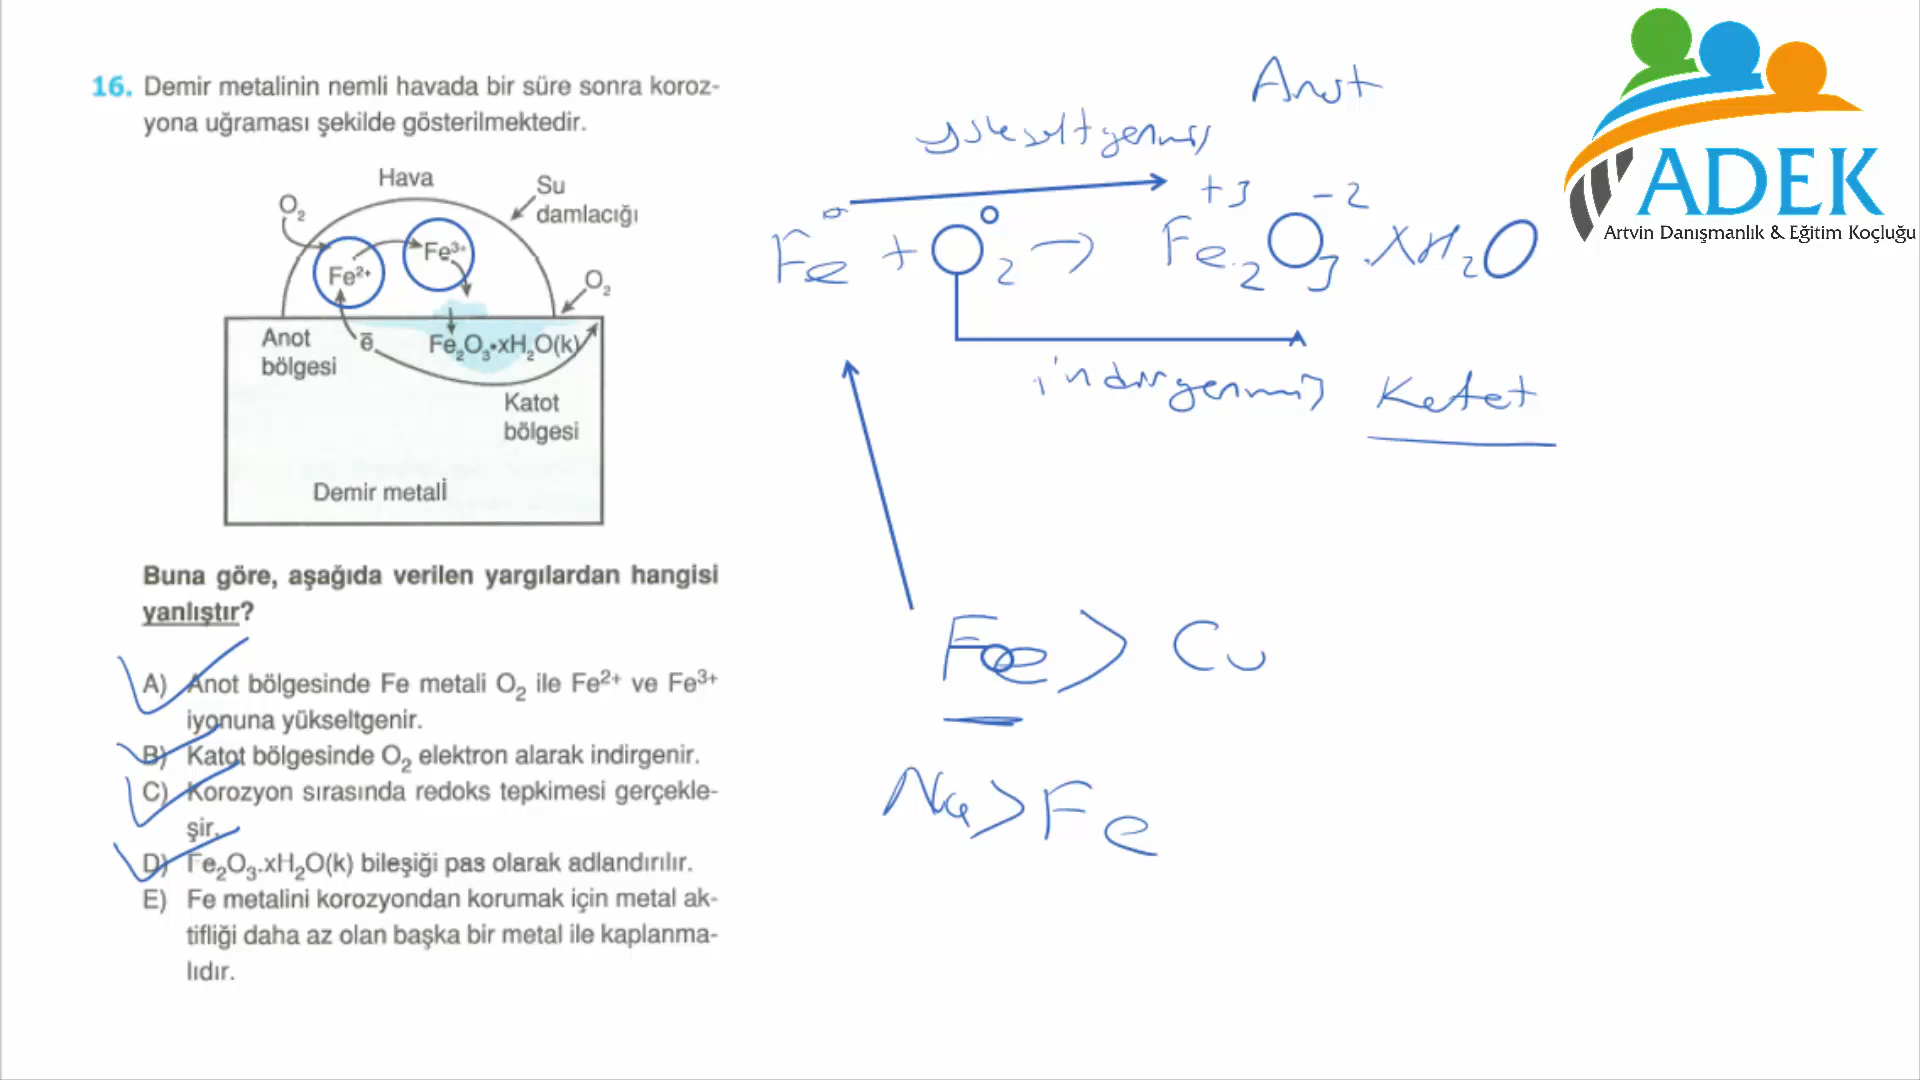 16. Demir metalinin nemli havada bir süre sonra koroz-
yona uğraması şekilde gösterilmektedir.
Hava
Su
damlacığı
O2
Fe2+
Fe3+
O2
Anot
bölgesi
ē
Fe2O3•xH2O(k)
Katot
bölgesi
Demir metali
Buna göre, aşağıda verilen yargılardan hangisi
yanlıştır?
A) Anot bölgesinde Fe metali O2 ile Fe2+ ve Fe3+
iyonuna yükseltgenir.
B) Katot bölgesinde O2 elektron alarak indirgenir.
C) Korozyon sırasında redoks tepkimesi gerçekle-
şir.
D) Fe2O3.xH2O(k) bileşiği pas olarak adlandırılır.
E) Fe metalini korozyondan korumak için metal ak-
tifliği daha az olan başka bir metal ile kaplanma-
lıdır.
Anot
yükseltgenmiş
0 0 +3 -2
Fe + O2 → Fe2O3.XH2O
indirgenmiş Katot
Fe > Cu
Na > Fe
ADEK
Artvin Danışmanlık & Eğitim Koçluğu